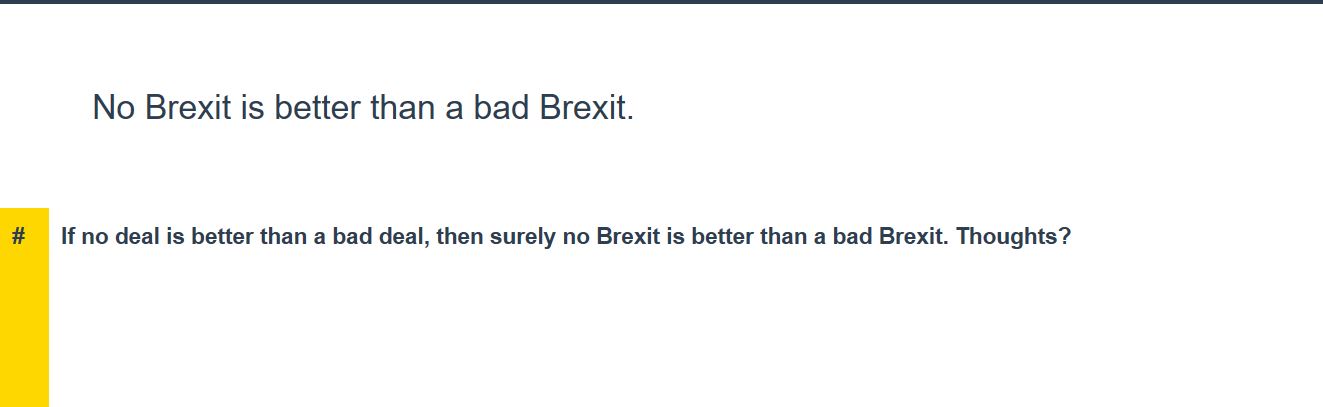 No Brexit is better than a bad Brexit.
# If no deal is better than a bad deal, then surely no Brexit is better than a bad Brexit. Thoughts?